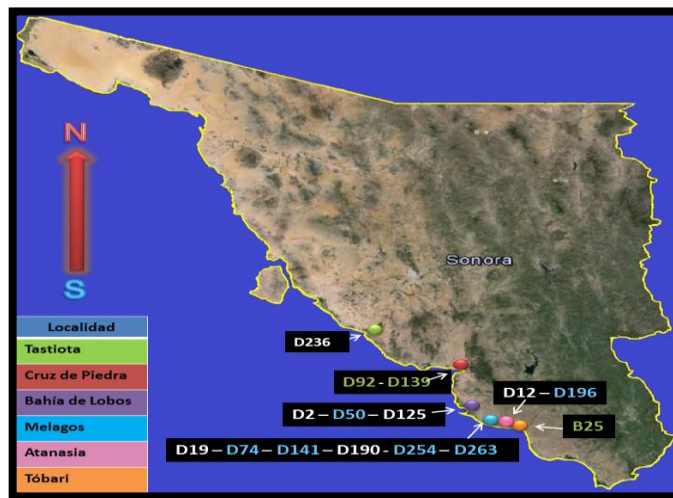 N
S
Sonora
Localidad
Tastiota
Cruz de Piedra
Bahía de Lobos
Melagos
Atanasia
Tóbari
D236
D92 - D139
D12 – D196
D2 – D50 – D125
B25
D19 – D74 – D141 – D190 - D254 – D263